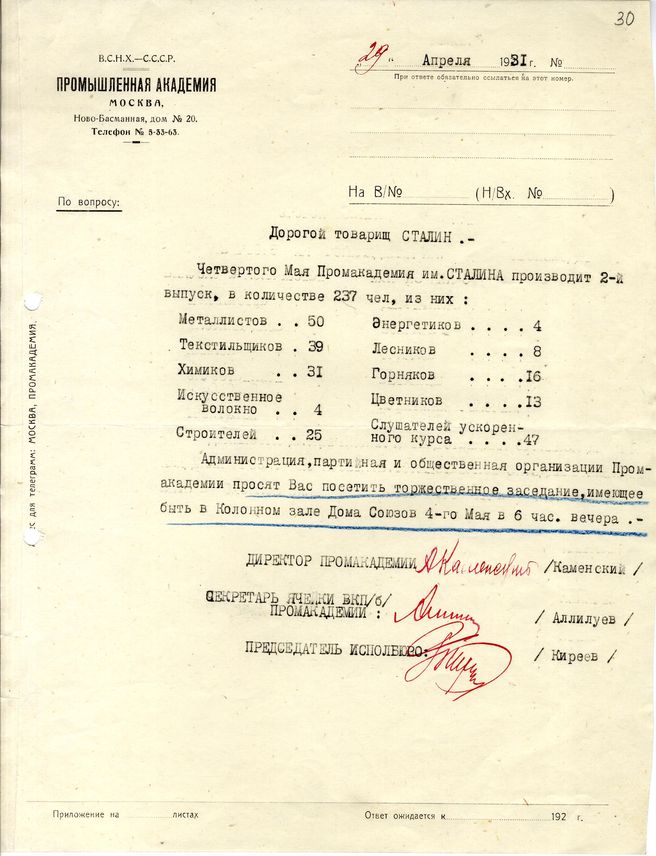 30
В.С.Н.Х.—С.С.С.Р.
ПРОМЫШЛЕННАЯ АКАДЕМИЯ
МОСКВА,
Ново-Басманная, дом № 20.
Телефон № 5-33-63.
"29" Апреля 1931г. №
При ответе обязательно ссылаться на этот номер.
На В/№ (Н/Вх. № )
По вопросу:
Дорогой товарищ СТАЛИН .-
Четвертого Мая Промакадемия им.СТАЛИНА производит 2-й
выпуск, в количестве 237 чел, из них :
Металлистов . . 50
Текстильщиков . 39
Химиков . . 31
Искусственное
волокно . . 4
Строителей . . 25
Энергетиков . . . . 4
Лесников . . . . 8
Горняков . . . .16
Цветников . . . .13
Слушателей ускорен-
ного курса . . . .47
Администрация,партийная и общественная организации Пром-
академии просят Вас посетить торжественное заседание,имеющее
быть в Колонном зале Дома Союзов 4-го Мая в 6 час. вечера .-
ДИРЕКТОР ПРОМАКАДЕМИИ АКаменский /Каменский /
СЕКРЕТАРЬ ЯЧЕЙКИ ВКП/б/
ПРОМАКАДЕМИИ : / Аллилуев /
ПРЕДСЕДАТЕЛЬ ИСПОЛБЮРО: / Киреев /
с для телеграмм: МОСКВА, ПРОМАКАДЕМИЯ.
Приложение на листах
Ответ ожидается к 192 г.